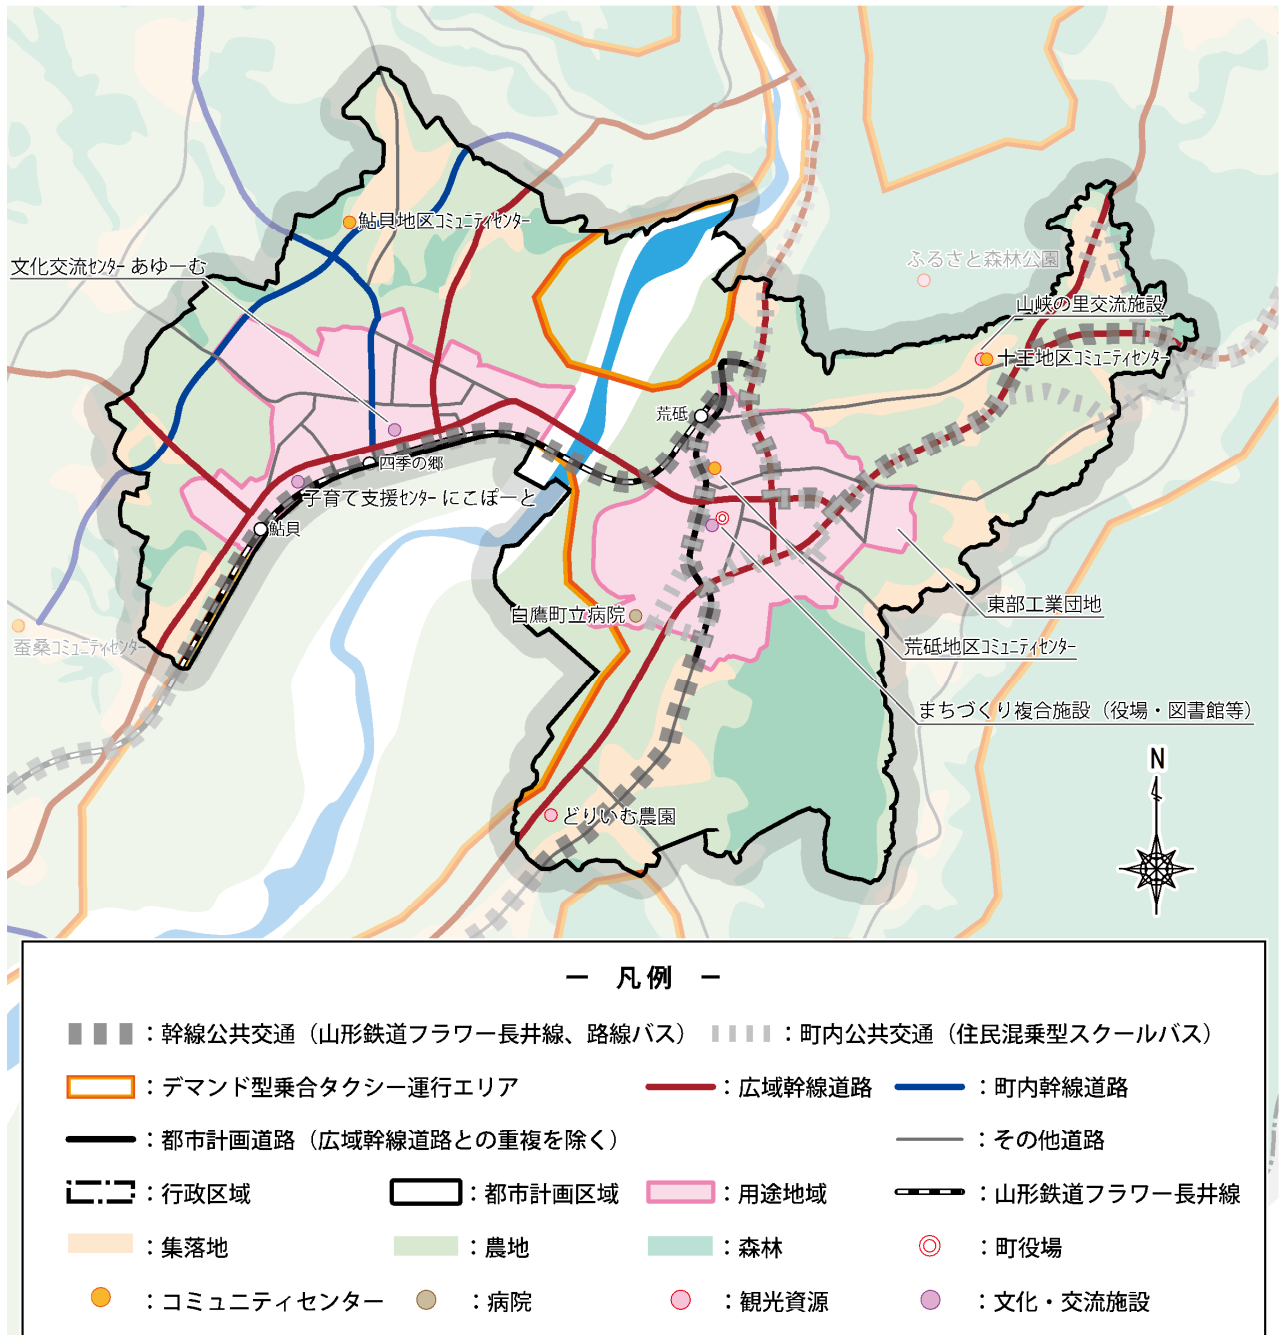 鮎貝地区コミュニティセンター
文化交流センター あゆーむ
ふるさと森林公園
山峡の里交流施設
十王地区コミュニティセンター
荒砥
四季の郷
子育て支援センター にこぽーと
鮎貝
東部工業団地
白鷹町立病院
蚕桑コミュニティセンター
荒砥地区コミュニティセンター
まちづくり複合施設（役場・図書館等）
N
どりいむ農園
ー 凡例 ー
：幹線公共交通（山形鉄道フラワー長井線、路線バス） ：町内公共交通（住民混乗型スクールバス）
：デマンド型乗合タクシー運行エリア ：広域幹線道路 ：町内幹線道路
：都市計画道路（広域幹線道路との重複を除く） ：その他道路
：行政区域 ：都市計画区域 ：用途地域 ：山形鉄道フラワー長井線
：集落地 ：農地 ：森林 ：町役場
：コミュニティセンター ：病院 ：観光資源 ：文化・交流施設